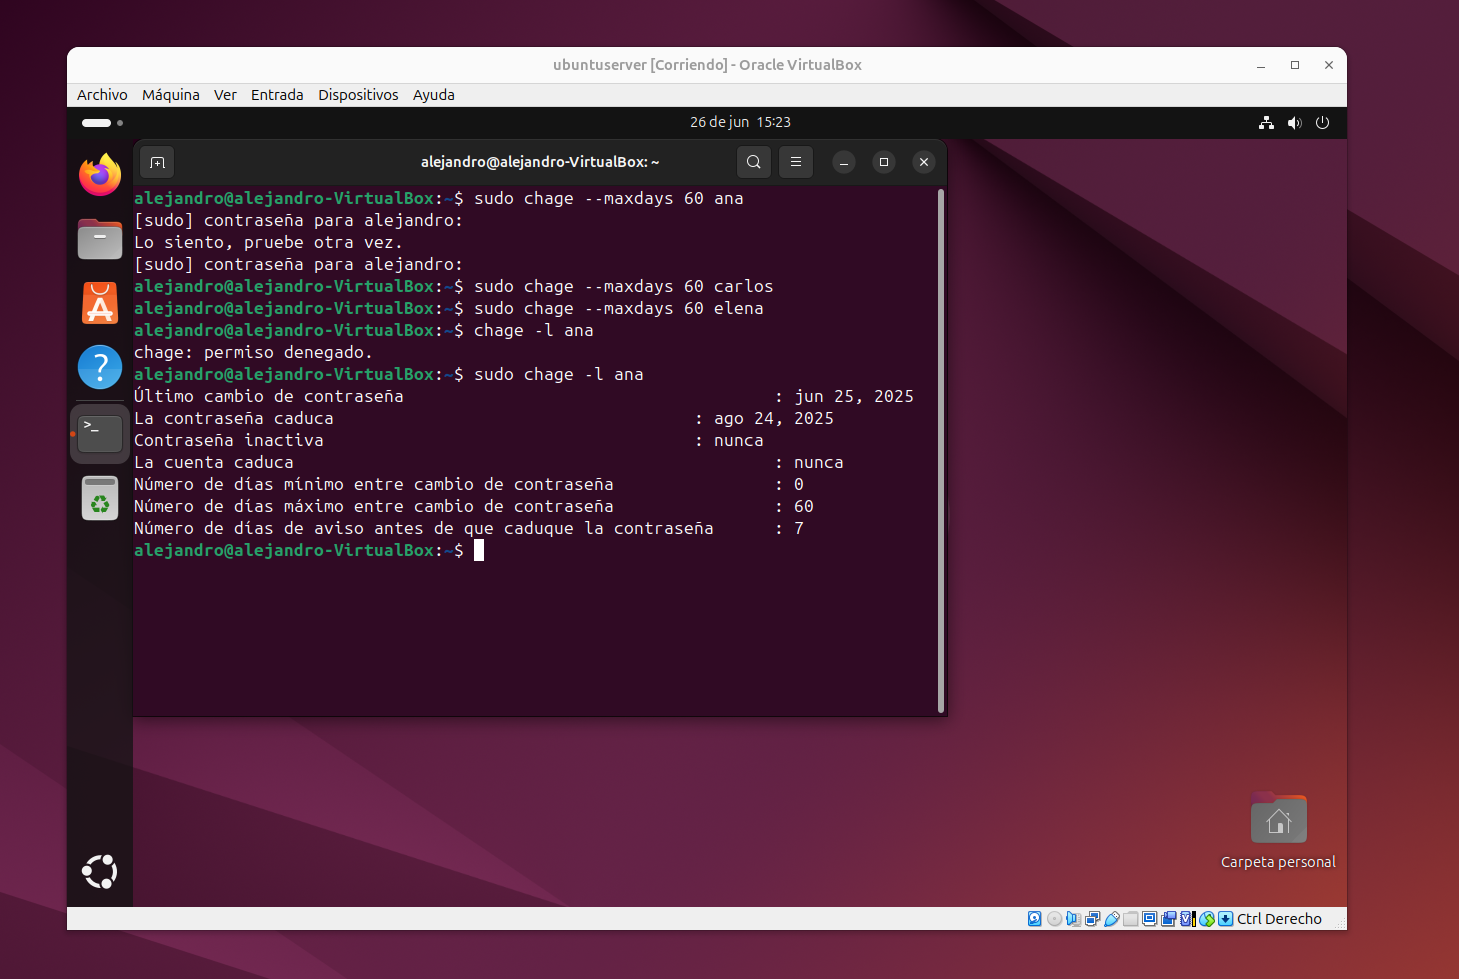 ubuntuserver [Corriendo] - Oracle VirtualBox
Archivo Máquina Ver Entrada Dispositivos Ayuda
26 de jun 15:23
alejandro@alejandro-VirtualBox: ~
alejandro@alejandro-VirtualBox:~$ sudo chage --maxdays 60 ana
[sudo] contraseña para alejandro:
Lo siento, pruebe otra vez.
[sudo] contraseña para alejandro:
alejandro@alejandro-VirtualBox:~$ sudo chage --maxdays 60 carlos
alejandro@alejandro-VirtualBox:~$ sudo chage --maxdays 60 elena
alejandro@alejandro-VirtualBox:~$ chage -l ana
chage: permiso denegado.
alejandro@alejandro-VirtualBox:~$ sudo chage -l ana
Último cambio de contraseña : jun 25, 2025
La contraseña caduca : ago 24, 2025
Contraseña inactiva : nunca
La cuenta caduca : nunca
Número de días mínimo entre cambio de contraseña : 0
Número de días máximo entre cambio de contraseña : 60
Número de días de aviso antes de que caduque la contraseña : 7
alejandro@alejandro-VirtualBox:~$
Carpeta personal
Ctrl Derecho